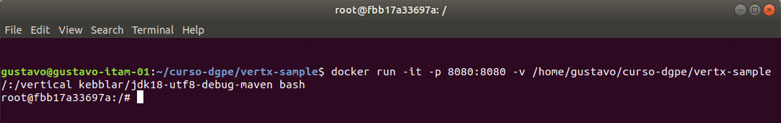 root@fbb17a33697a: /
File Edit View Search Terminal Help
gustavo@gustavo-itam-01:~/curso-dgpe/vertx-sample$ docker run -it -p 8080:8080 -v /home/gustavo/curso-dgpe/vertx-sample
/:/vertical kebblar/jdk18-utf8-debug-maven bash
root@fbb17a33697a:/#